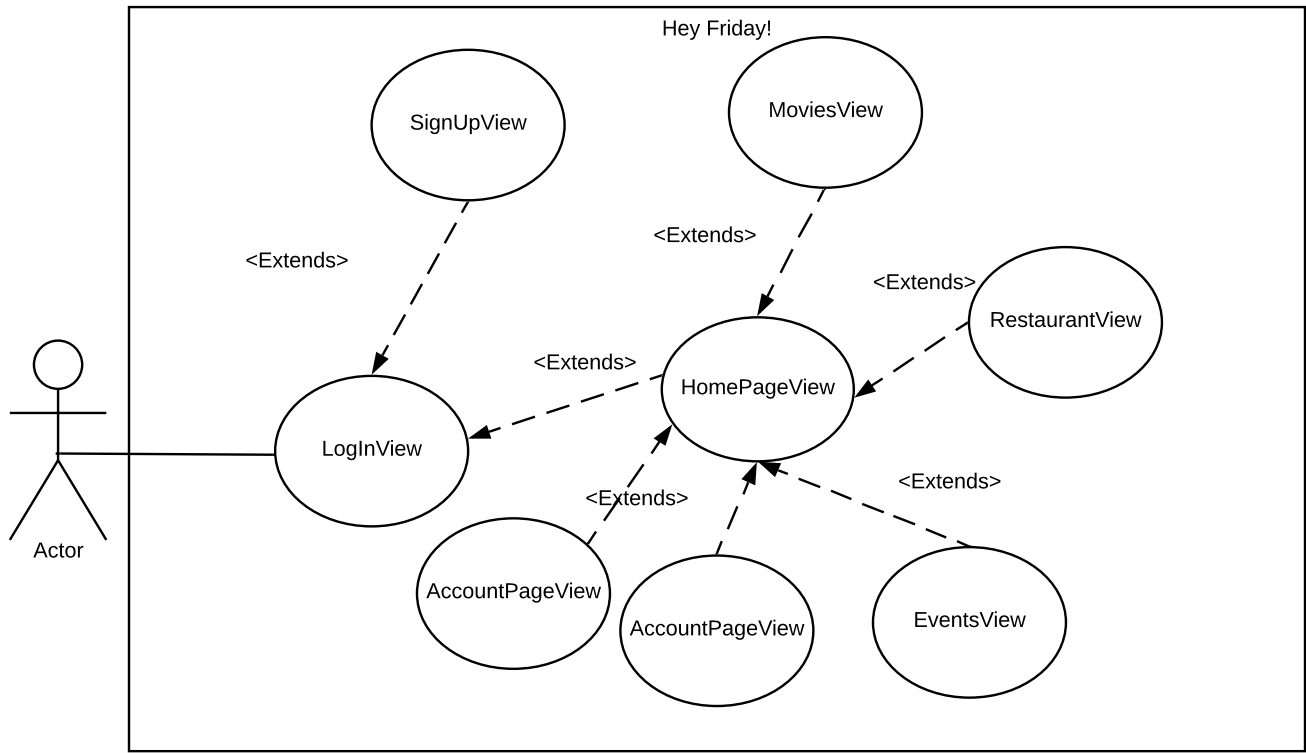 Hey Friday!
SignUpView
MoviesView
<Extends>
<Extends>
<Extends>
RestaurantView
<Extends>
HomePageView
LogInView
<Extends>
<Extends>
Actor
AccountPageView
AccountPageView
EventsView